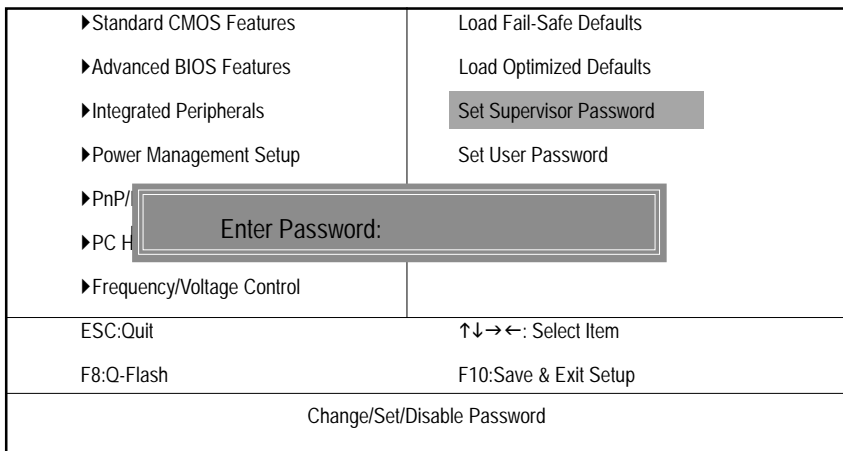 ▶Standard CMOS Features
Load Fail-Safe Defaults
▶Advanced BIOS Features
Load Optimized Defaults
▶Integrated Peripherals
Set Supervisor Password
▶Power Management Setup
Set User Password
▶PnP/
▶PC H
Enter Password:
▶Frequency/Voltage Control
ESC:Quit
↑↓→←: Select Item
F8:Q-Flash
F10:Save & Exit Setup
Change/Set/Disable Password